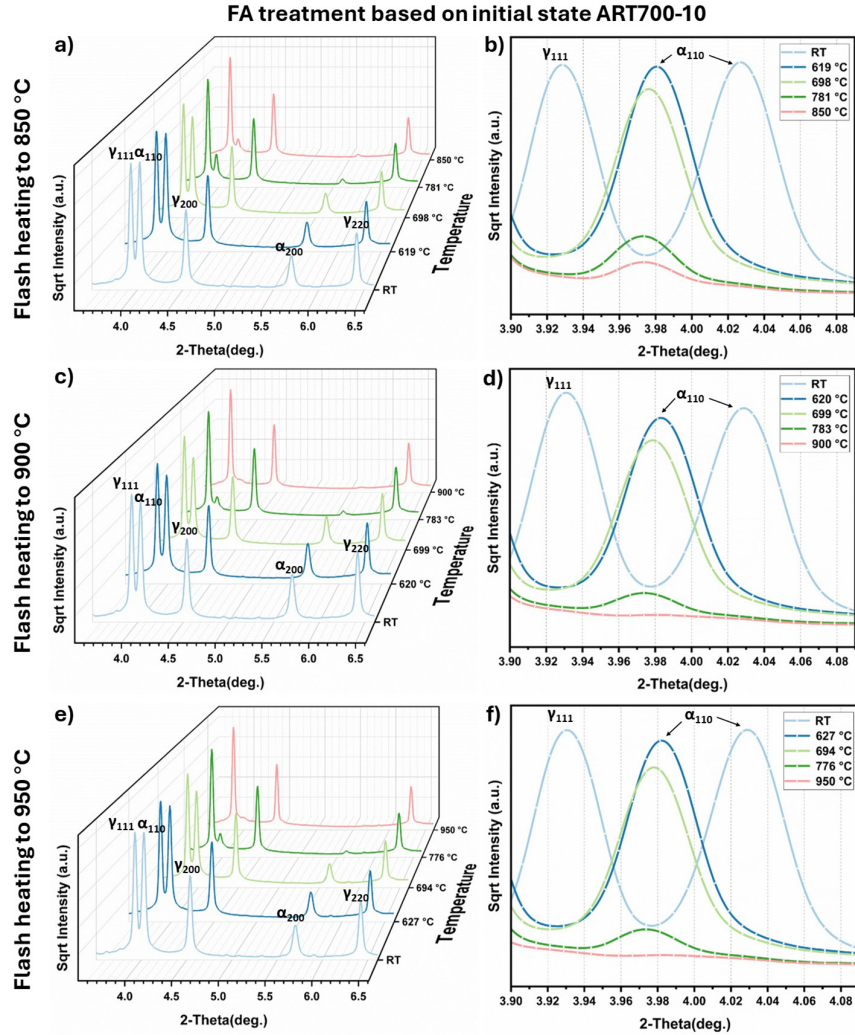 FA treatment based on initial state ART700-10
Flash heating to 850 °C
a)
γ111 α110
γ200
α200
γ220
Sqrt Intensity (a.u.)
4.0 4.5 5.0 5.5 6.0 6.5
2-Theta(deg.)
850 °C
781 °C
698 °C
619 °C
RT
Temperature
b)
γ111
α110
RT
619 °C
698 °C
781 °C
850 °C
Sqrt Intensity (a.u.)
3.90 3.92 3.94 3.96 3.98 4.00 4.02 4.04 4.06 4.08
2-Theta(deg.)
Flash heating to 900 °C
c)
γ111
α110
γ200
α200
γ220
Sqrt Intensity (a.u.)
4.0 4.5 5.0 5.5 6.0 6.5
2-Theta(deg.)
900 °C
783 °C
699 °C
620 °C
RT
Temperature
d)
γ111
α110
RT
620 °C
699 °C
783 °C
900 °C
Sqrt Intensity (a.u.)
3.90 3.92 3.94 3.96 3.98 4.00 4.02 4.04 4.06 4.08
2-Theta(deg.)
Flash heating to 950 °C
e)
γ111 α110
γ200
α200
γ220
Sqrt Intensity (a.u.)
4.0 4.5 5.0 5.5 6.0 6.5
2-Theta(deg.)
950 °C
776 °C
694 °C
627 °C
RT
Temperature
f)
γ111
α110
RT
627 °C
694 °C
776 °C
950 °C
Sqrt Intensity (a.u.)
3.90 3.92 3.94 3.96 3.98 4.00 4.02 4.04 4.06 4.08
2-Theta(deg.)